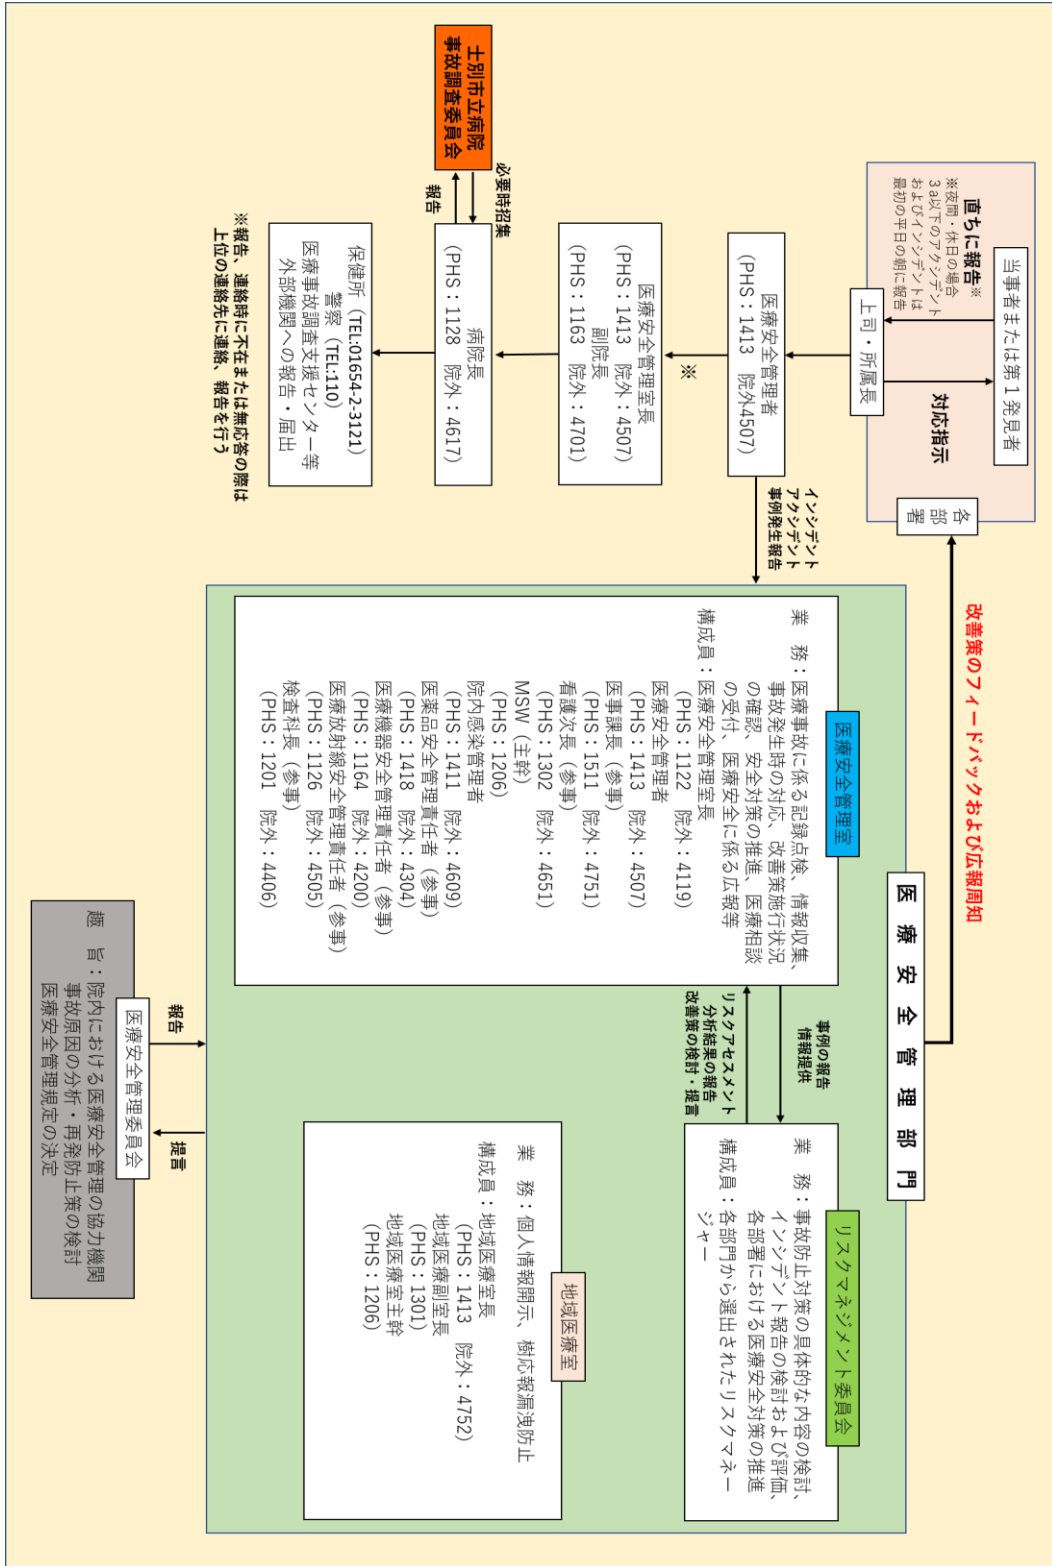 当事者または第1発見者
直ちに報告※
※夜間・休日の場合
3a以下のアクシデント
およびインシデントは
最初の平日の朝に報告
対応指示
上司・所属長
各部署
医療安全管理者
(PHS:1413 院外4507)
インシデント
アクシデント
事例発生報告
※
医療安全管理室長
(PHS:1413 院外:4507)
副院長
(PHS:1163 院外:4701)
病院長
(PHS:1128 院外:4617)
必要時招集
報告
士別市立病院
事故調査委員会
保健所（TEL:01654-2-3121)
警察（TEL:110)
医療事故調査支援センター等
外部機関への報告・届出
※報告、連絡時に不在または無応答の際は
上位の連絡先に連絡、報告を行う
改善策のフィードバックおよび広報周知
医療安全管理部門
医療安全管理室
業 務：医療事故に係る記録点検、情報収集、
事故発生時の対応、改善策施行状況
の確認、安全対策の推進、医療相談
の受付、医療安全に係る広報等
構成員：医療安全管理室長
(PHS:1122 院外:4119)
医療安全管理者
(PHS:1413 院外:4507)
医事課長（参事）
(PHS:1511 院外:4751)
看護次長（参事）
(PHS:1302 院外:4651)
MSW（主幹）
(PHS:1206)
院内感染管理者
(PHS:1411 院外:4609)
医薬品安全管理責任者（参事）
(PHS:1418 院外:4304)
医療機器安全管理責任者（参事）
(PHS:1164 院外:4200)
医療放射線安全管理責任者（参事）
(PHS:1126 院外:4505)
検査科長（参事）
(PHS:1201 院外:4406)
事例の報告
情報提供
リスクアセスメント
分析結果の報告
改善策の検討・提言
リスクマネジメント委員会
業 務：事故防止対策の具体的な内容の検討、
インシデント報告の検討および評価、
各部署における医療安全対策の推進
構成員：各部門から選出されたリスクマネー
ジャー
地域医療室
業 務：個人情報開示、樹応報漏洩防止
構成員：地域医療室長
(PHS:1413 院外:4752)
地域医療副室長
(PHS:1301)
地域医療室主幹
(PHS:1206)
報告
提言
医療安全管理委員会
趣 旨：院内における医療安全管理の協力機関
事故原因の分析・再発防止策の検討
医療安全管理規定の決定